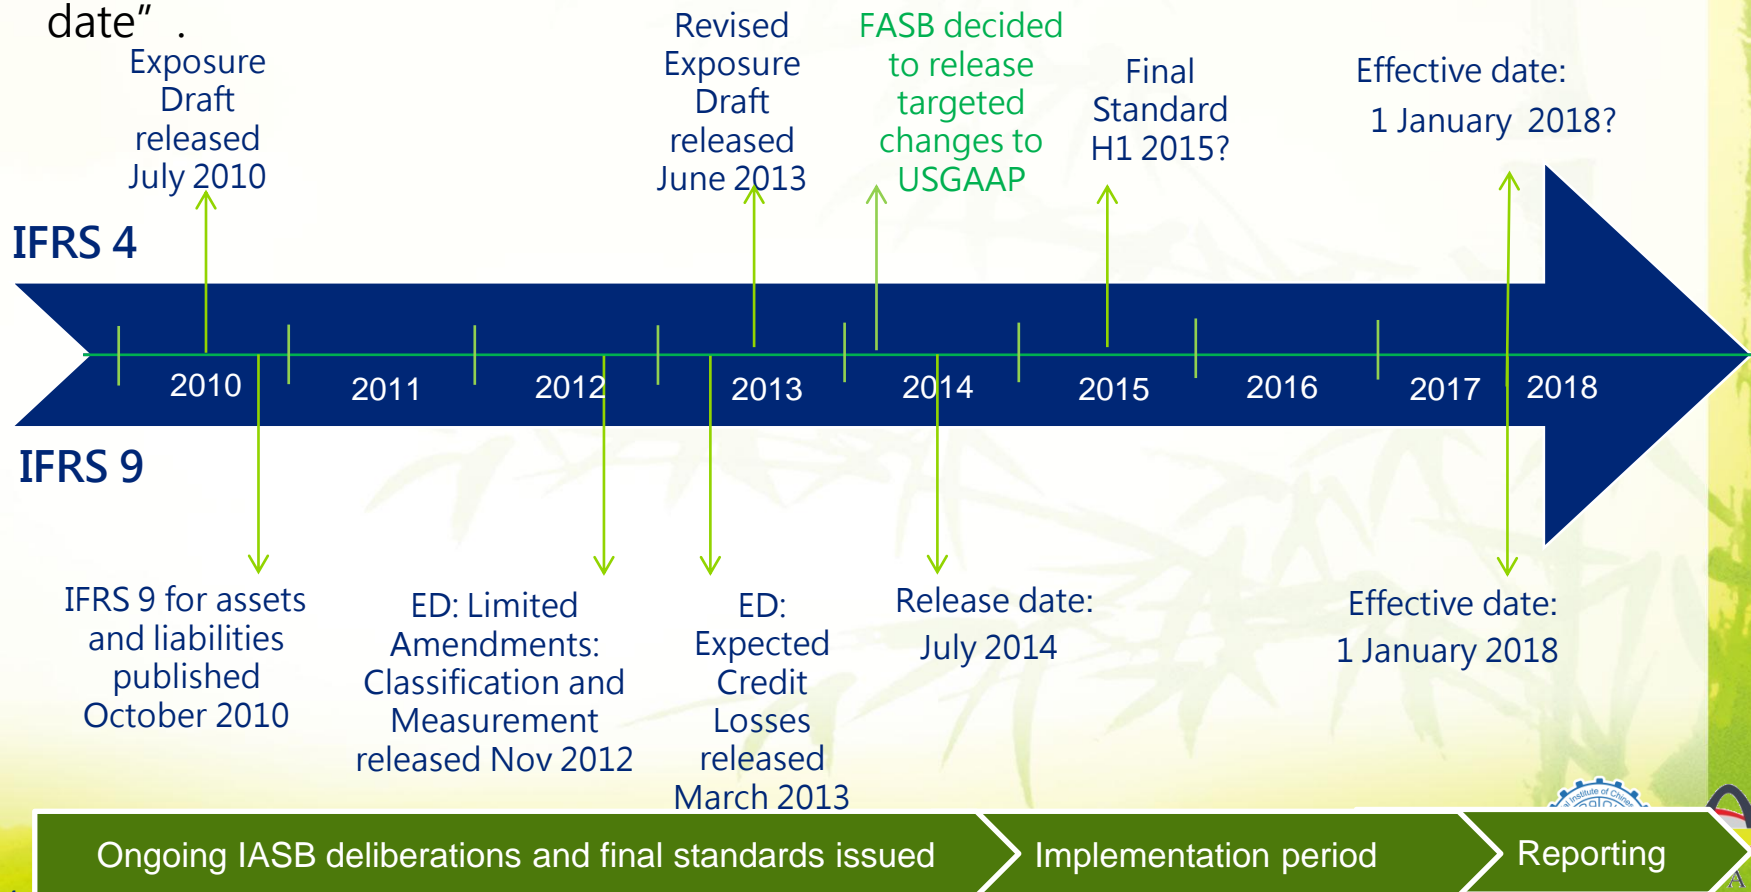 date” .
Exposure
Draft
released
July 2010
Revised
Exposure
Draft
released
June 2013
FASB decided
to release
targeted
changes to
USGAAP
Final
Standard
H1 2015?
Effective date:
1 January 2018?
IFRS 4
2010
2011
2012
2013
2014
2015
2016
2017
2018
IFRS 9
IFRS 9 for assets
and liabilities
published
October 2010
ED: Limited
Amendments:
Classification and
Measurement
released Nov 2012
ED:
Expected
Credit
Losses
released
March 2013
Release date:
July 2014
Effective date:
1 January 2018
Ongoing IASB deliberations and final standards issued
Implementation period
Reporting